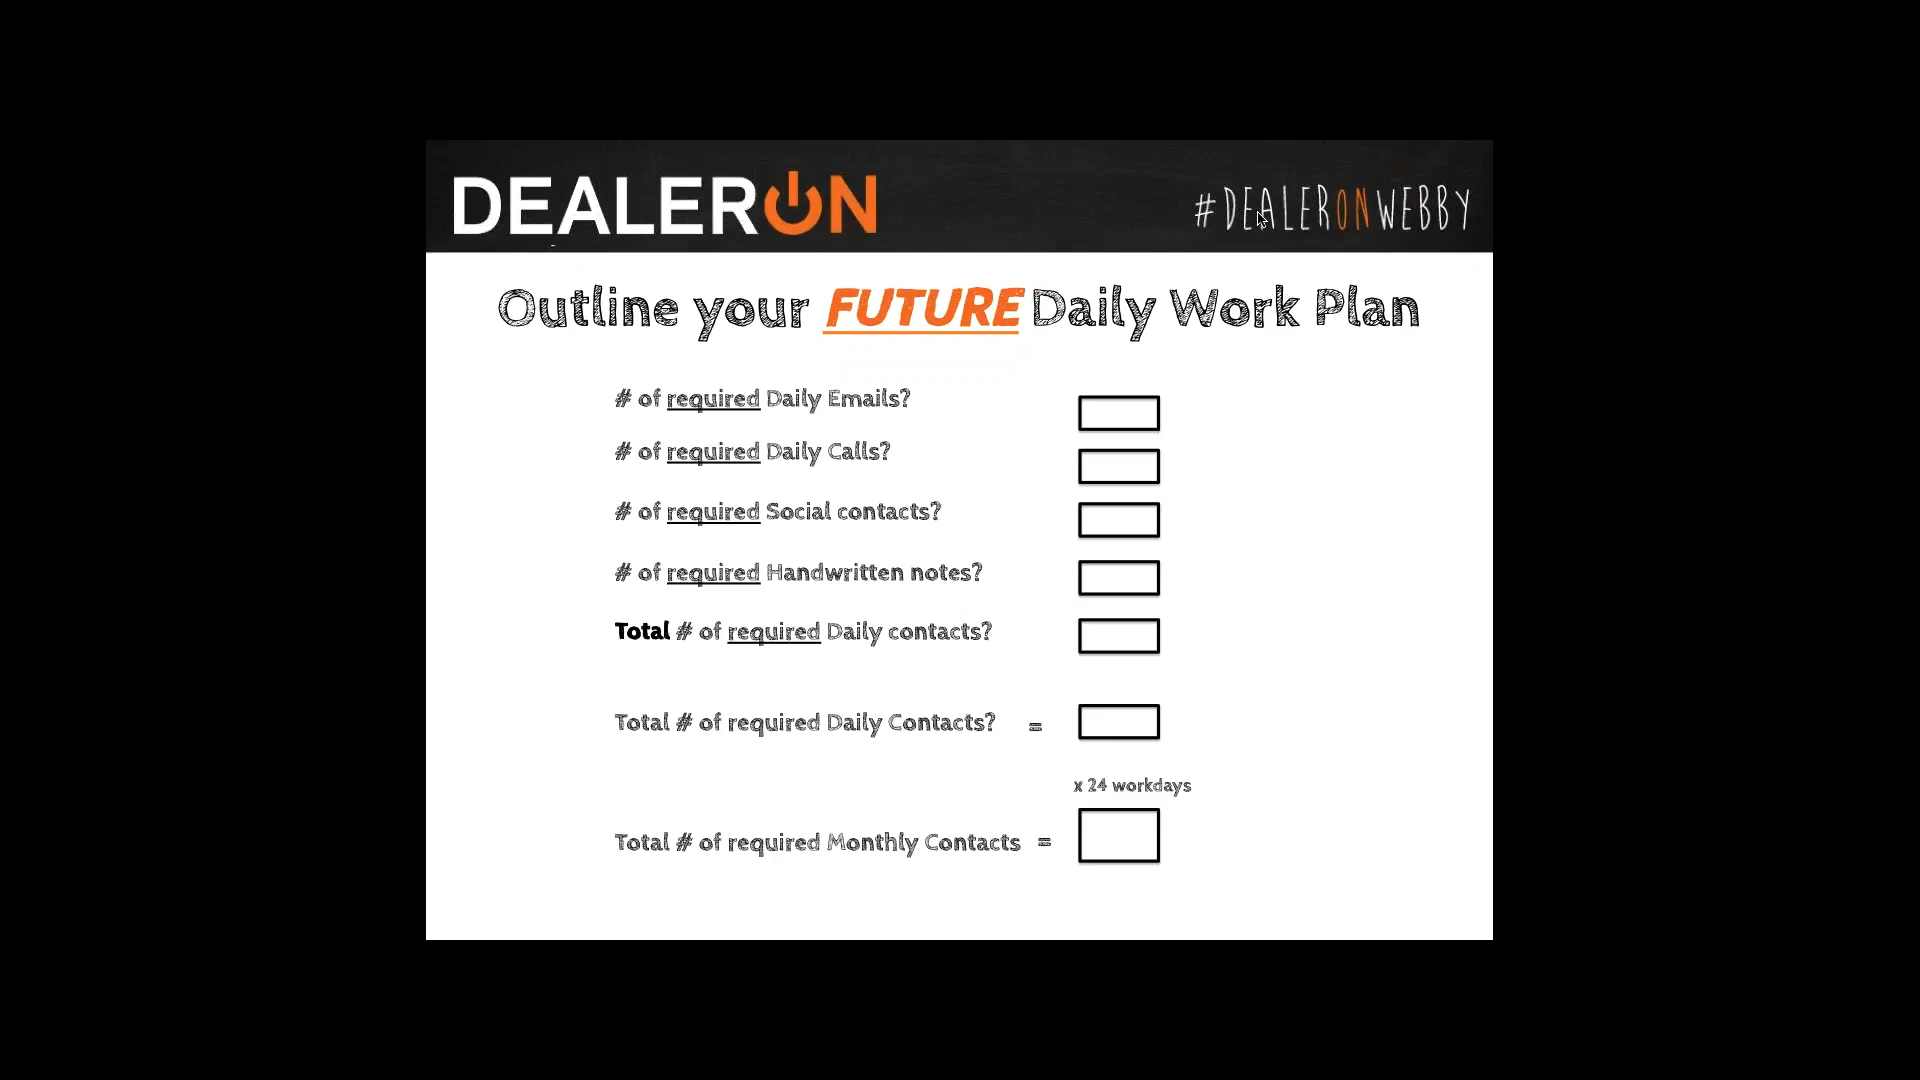 DEALERON
#DEALERONWEBBY
Outline your FUTURE Daily Work Plan
# of required Daily Emails?
# of required Daily Calls?
# of required Social contacts?
# of required Handwritten notes?
Total # of required Daily contacts?
Total # of required Daily Contacts? =
x 24 workdays
Total # of required Monthly Contacts =